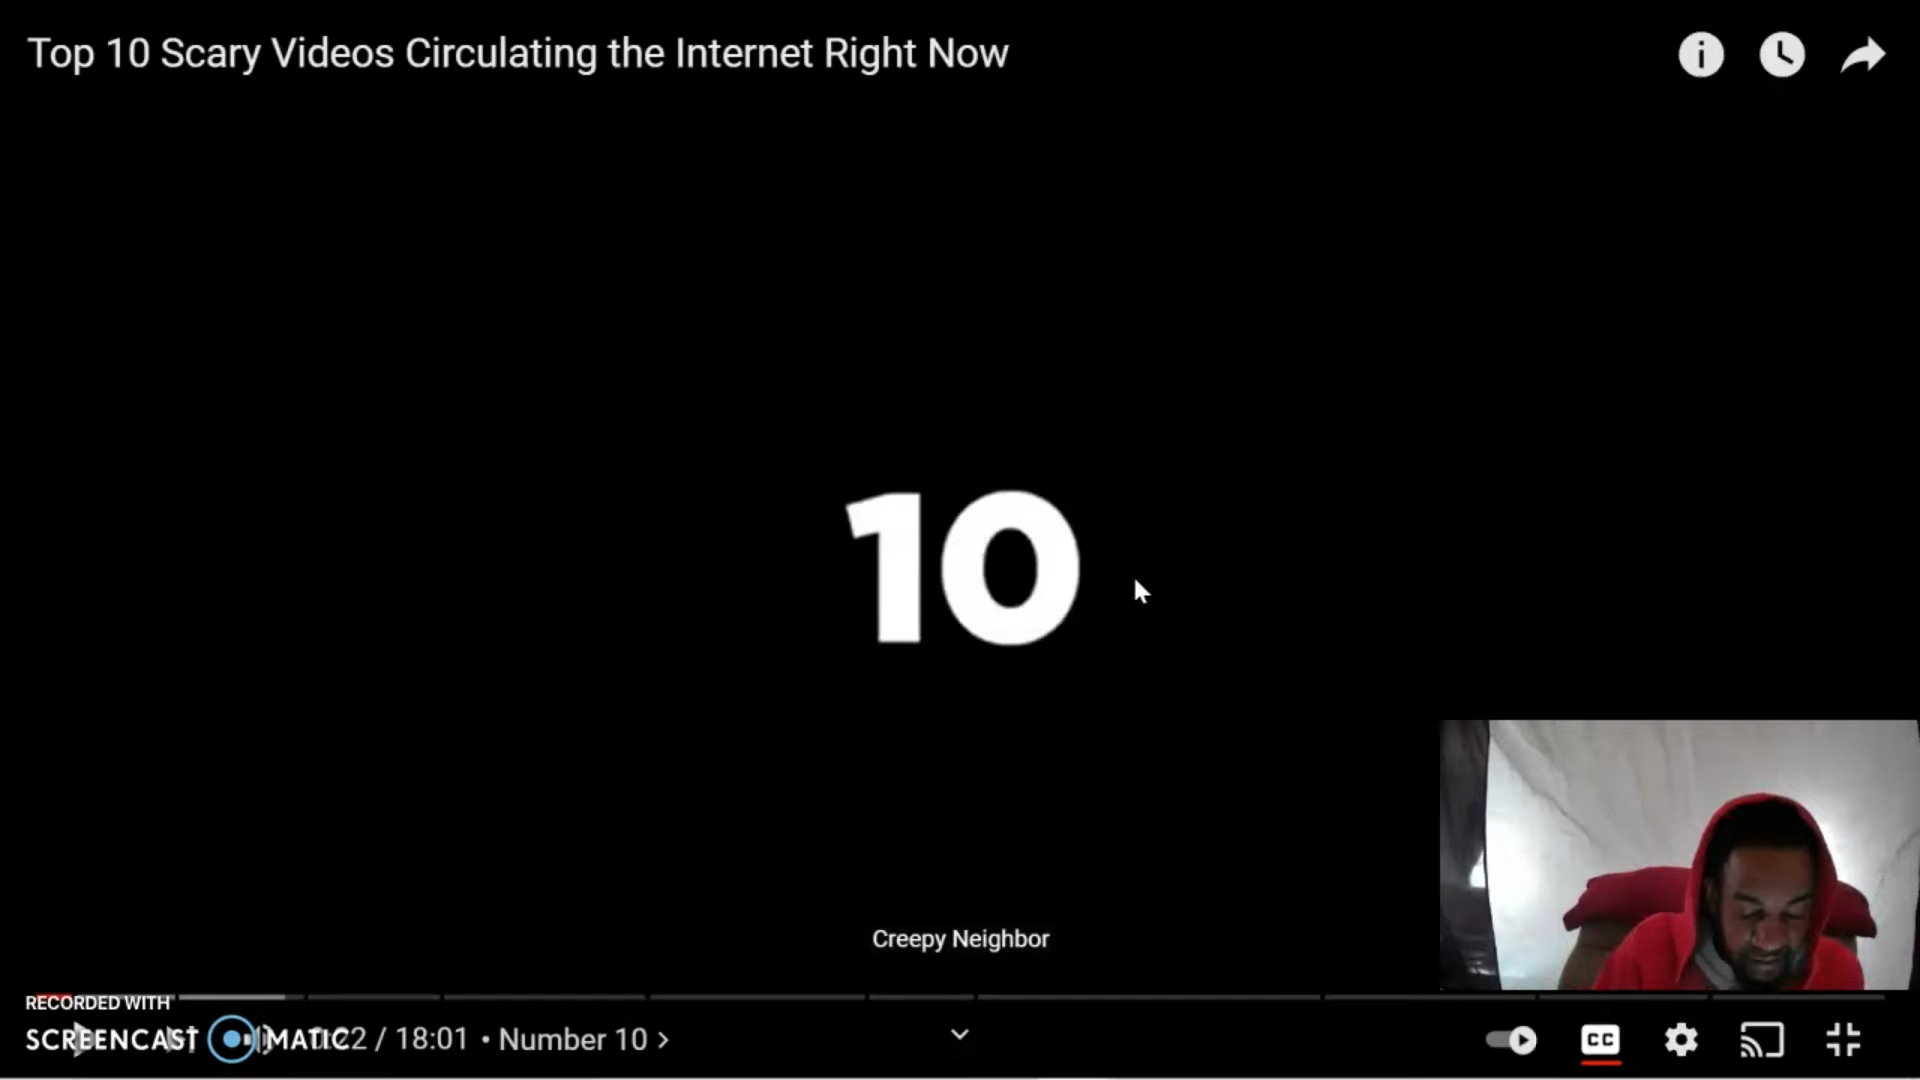 Top 10 Scary Videos Circulating the Internet Right Now
10
Creepy Neighbor
RECORDED WITH
SCREENCAST MATIC
22 / 18:01 • Number 10 >
CC